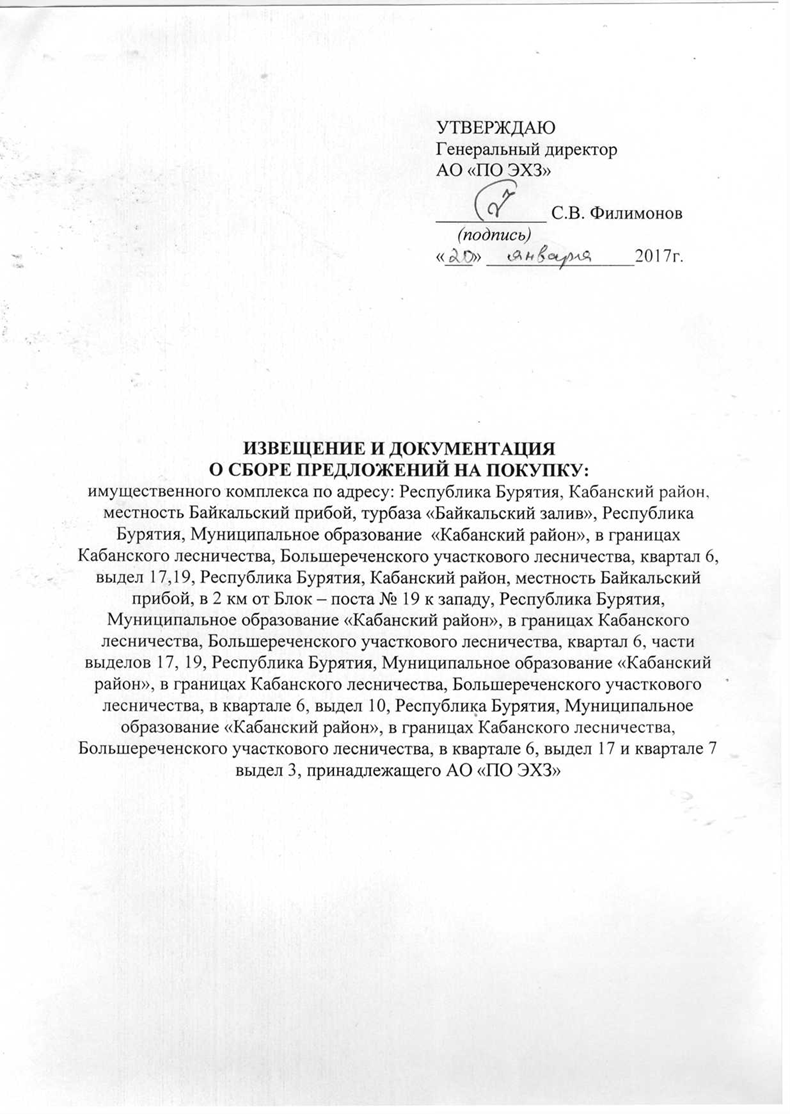 УТВЕРЖДАЮ
Генеральный директор
АО «ПО ЭХЗ»
____________ С.В. Филимонов
(подпись)
«20» января 2017г.
ИЗВЕЩЕНИЕ И ДОКУМЕНТАЦИЯ
О СБОРЕ ПРЕДЛОЖЕНИЙ НА ПОКУПКУ:
имущественного комплекса по адресу: Республика Бурятия, Кабанский район,
местность Байкальский прибой, турбаза «Байкальский залив», Республика
Бурятия, Муниципальное образование «Кабанский район», в границах
Кабанского лесничества, Большереченского участкового лесничества, квартал 6,
выдел 17,19, Республика Бурятия, Кабанский район, местность Байкальский
прибой, в 2 км от Блок – поста № 19 к западу, Республика Бурятия,
Муниципальное образование «Кабанский район», в границах Кабанского
лесничества, Большереченского участкового лесничества, квартал 6, части
выделов 17, 19, Республика Бурятия, Муниципальное образование «Кабанский
район», в границах Кабанского лесничества, Большереченского участкового
лесничества, в квартале 6, выдел 10, Республика Бурятия, Муниципальное
образование «Кабанский район», в границах Кабанского лесничества,
Большереченского участкового лесничества, в квартале 6, выдел 17 и квартале 7
выдел 3, принадлежащего АО «ПО ЭХЗ»